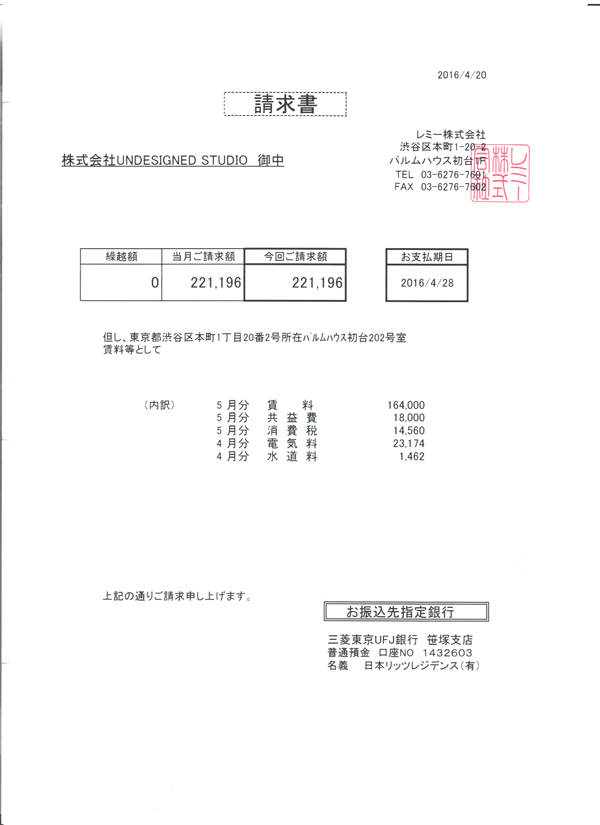 2016/4/20
請求書
レミー株式会社
渋谷区本町1-20-2
パルムハウス初台1F
TEL 03-6276-7601
FAX 03-6276-7602
株式会社UNDESIGNED STUDIO 御中
繰越額 当月ご請求額 今回ご請求額 お支払期日
0 221,196 221,196 2016/4/28
但し、東京都渋谷区本町1丁目20番2号所在パルムハウス初台202号室
賃料等として
(内訳) 5 月分 賃 料 164,000
5 月分 共 益 費 18,000
5 月分 消 費 税 14,560
4 月分 電 気 料 23,174
4 月分 水 道 料 1,462
上記の通りご請求申し上げます。
お振込先指定銀行
三菱東京UFJ銀行 笹塚支店
普通預金 口座NO 1432603
名義 日本リッツレジデンス(有)